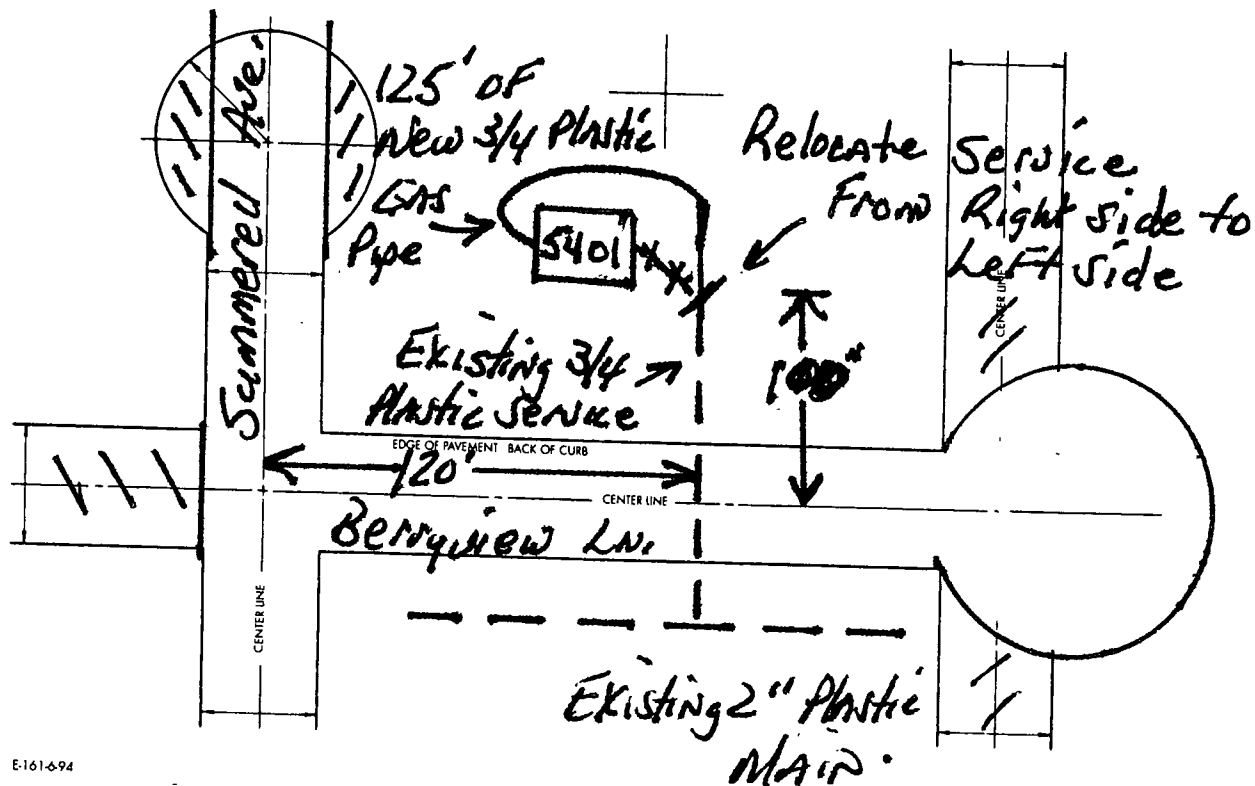 Summerell Ave.
125' OF
New 3/4 Plastic
GAS
Pipe
5401
Relocate Service
From Right side to
Left side
CENTER LINE
Existing 3/4
Plastic Service
EDGE OF PAVEMENT BACK OF CURB
120'
CENTER LINE
Berryview LN.
CENTER LINE
Existing 2" Plastic
MAIN.
E-161-6-94